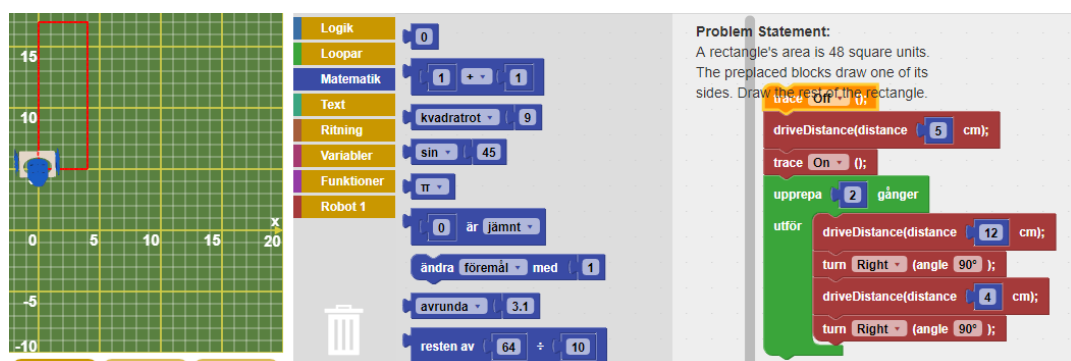 15
10
0
5
10
15
20
x
-5
-10
Logik
Loopar
Matematik
Text
Ritning
Variabler
Funktioner
Robot 1
0
1 + 1
kvadratrot 9
sin 45
π
0 är jämnt
ändra föremål med 1
avrunda 3.1
resten av 64 ÷ 10
Problem Statement:
A rectangle's area is 48 square units.
The preplaced blocks draw one of its
sides. Draw the rest of the rectangle.
trace Off ();
driveDistance(distance 5 cm);
trace On ();
upprepa 2 gånger
utför
driveDistance(distance 12 cm);
turn Right (angle 90° );
driveDistance(distance 4 cm);
turn Right (angle 90° );